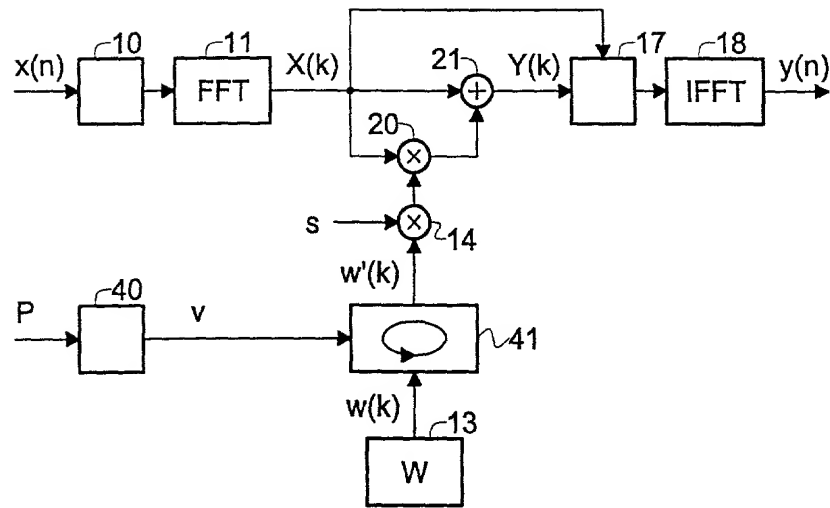 10 11 21 17 18
x(n) FFT X(k) + Y(k) IFFT y(n)
20
×
s × 14
w'(k)
P 40 v 41
w(k)
13
W